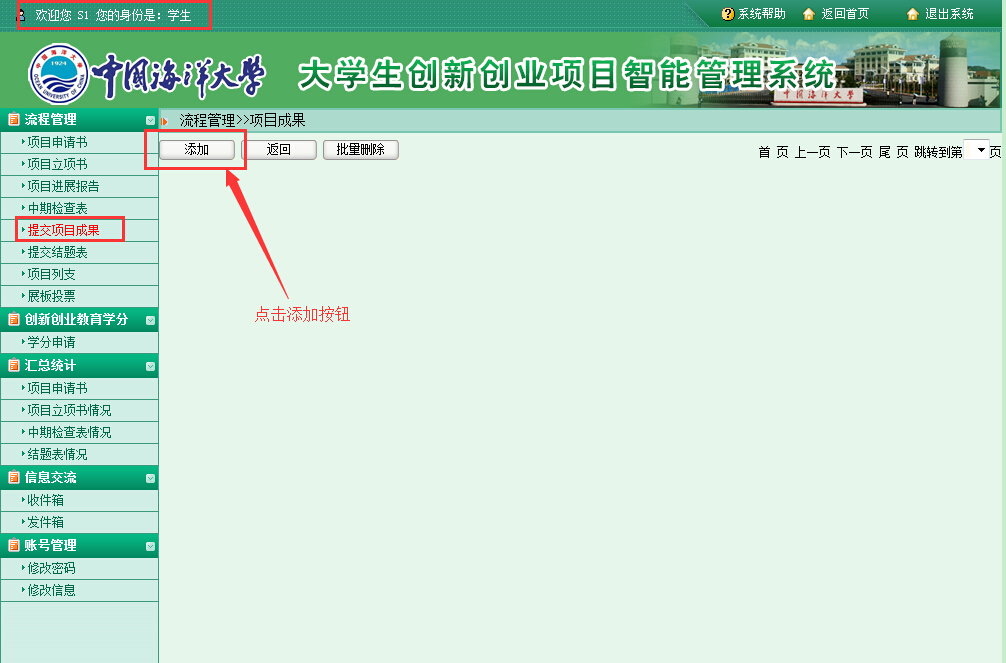 欢迎您 S1 您的身份是：学生
系统帮助 返回首页 退出系统
1924
OCEAN UNIVERSITY OF CHINA
中国海洋大学
大学生创新创业项目智能管理系统
中国海洋大学
流程管理
项目申请书
项目立项书
项目进展报告
中期检查表
提交项目成果
提交结题表
项目列支
展板投票
创新创业教育学分
学分申请
汇总统计
项目申请书
项目立项书情况
中期检查表情况
结题表情况
信息交流
收件箱
发件箱
账号管理
修改密码
修改信息
流程管理>>项目成果
添加 返回 批量删除
首 页 上一页 下一页 尾 页 跳转到第 页
点击添加按钮